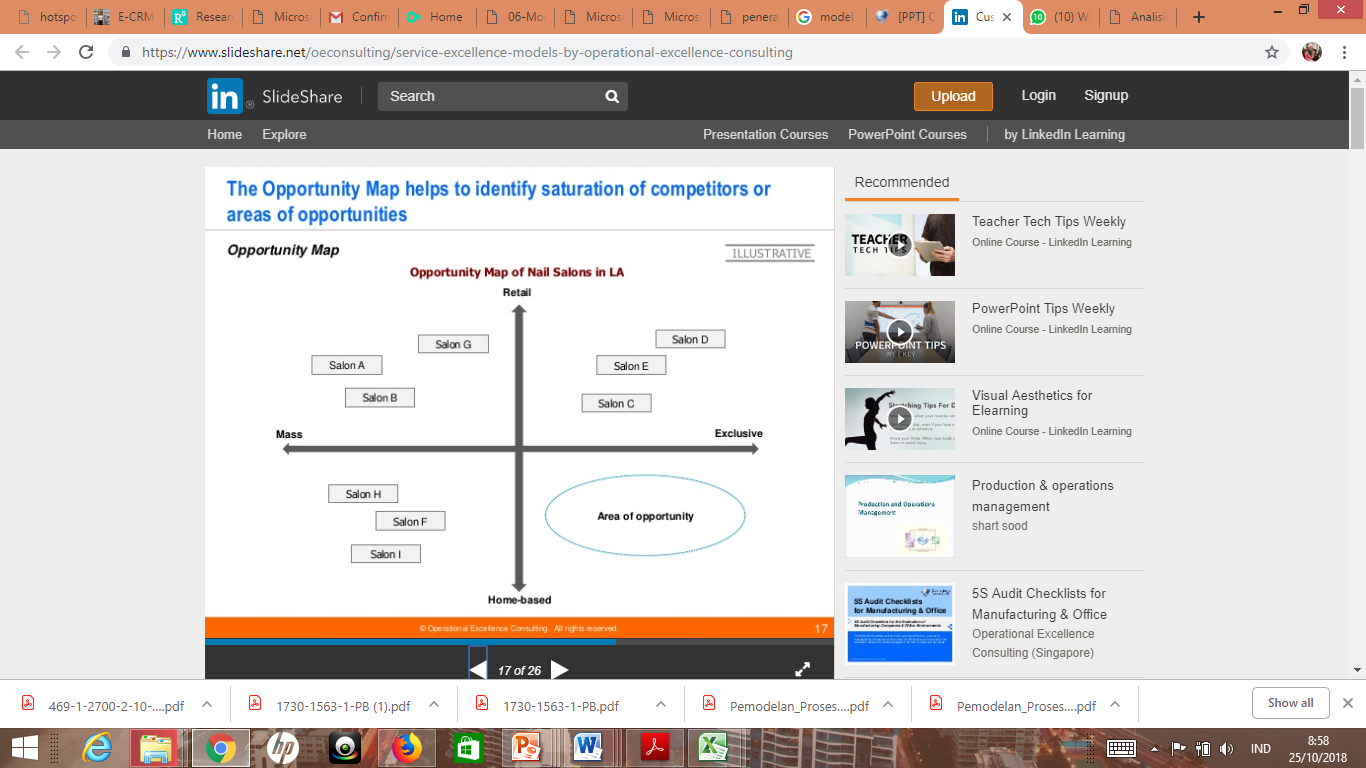 hotspo
E-CRM
Resear
Micros
Confirm
Home
06-Mo
Micros
Micros
penera
model
[PPT] C
Cus
(10) W
Analisi
https://www.slideshare.net/oeconsulting/service-excellence-models-by-operational-excellence-consulting
in SlideShare
Search
Upload
Login
Signup
Home
Explore
Presentation Courses
PowerPoint Courses
by LinkedIn Learning
The Opportunity Map helps to identify saturation of competitors or
areas of opportunities
Opportunity Map
ILLUSTRATIVE
Opportunity Map of Nail Salons in LA
Retail
Salon G
Salon D
Salon A
Salon E
Salon B
Salon C
Mass
Exclusive
Salon H
Salon F
Area of opportunity
Salon I
Home-based
© Operational Excellence Consulting. All rights reserved.
17
17 of 26
Recommended
TEACHER
TECH TIPS
Teacher Tech Tips Weekly
Online Course - LinkedIn Learning
POWERPOINT TIPS
WEEKLY
PowerPoint Tips Weekly
Online Course - LinkedIn Learning
Visual Aesthetics for
Elearning
Online Course - LinkedIn Learning
Production and Operations
Management
Production & operations
management
shart sood
5S Audit Checklists
for Manufacturing & Office
5S Audit Checklists for
Manufacturing & Office
Operational Excellence
Consulting (Singapore)
469-1-2700-2-10-....pdf
1730-1563-1-PB (1).pdf
1730-1563-1-PB.pdf
Pemodelan_Proses....pdf
Pemodelan_Proses....pdf
Show all
hp
IND
8:58
25/10/2018